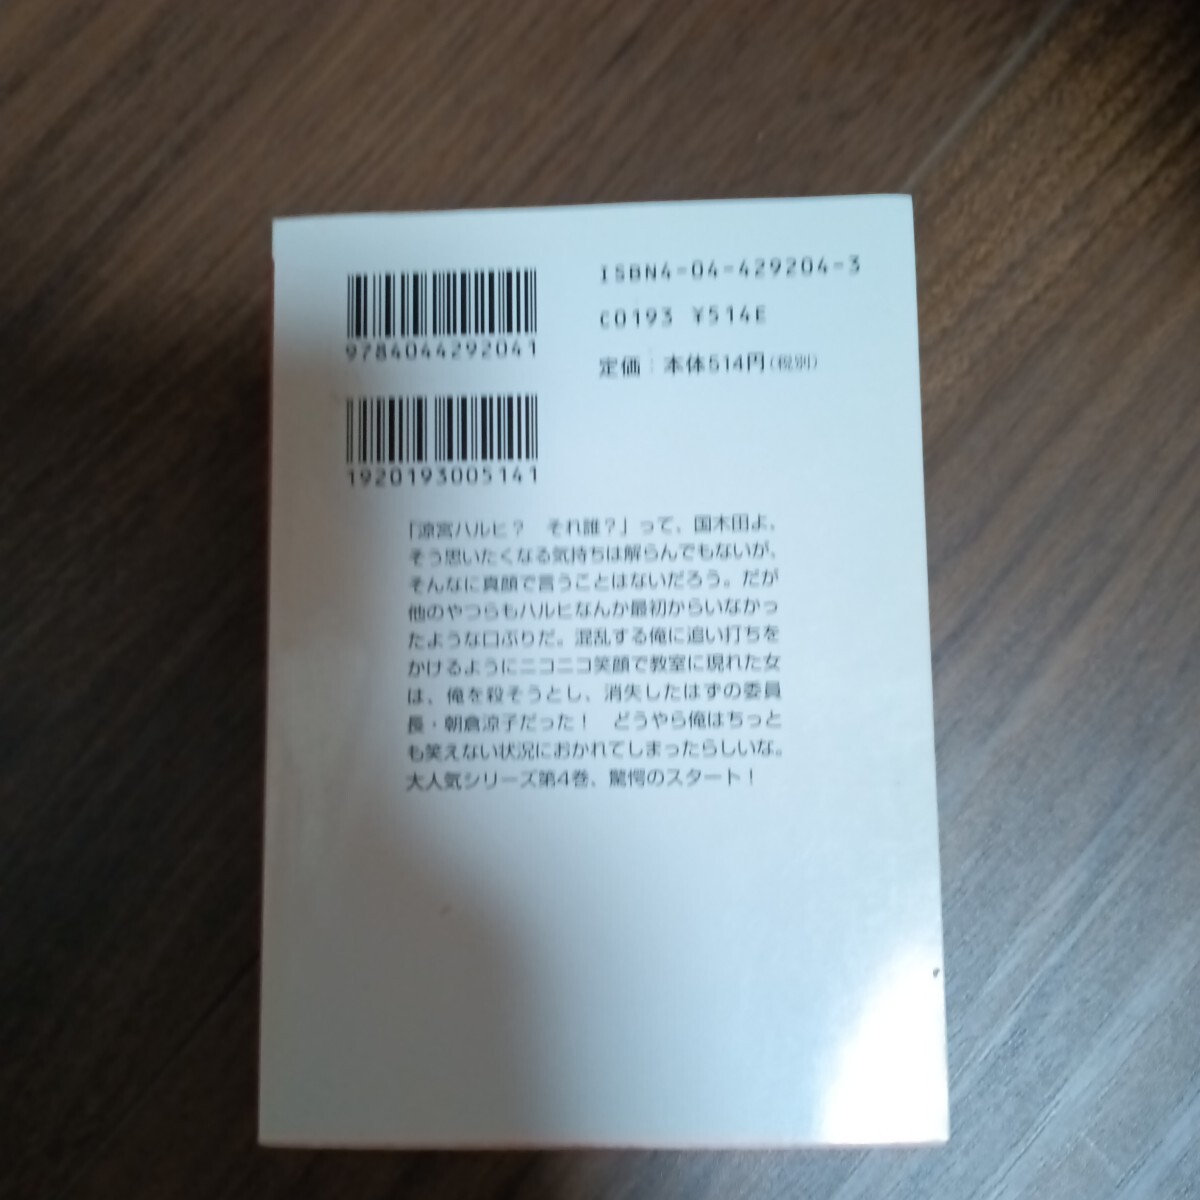 ISBN4-04-429204-3
C0193 ¥514E
定価：本体514円（税別）
9784044292041
1920193005141
「涼宮ハルヒ？　それ誰？」って、国木田よ、
そう思いたくなる気持ちは解らんでもないが、
そんなに真顔で言うことはないだろう。だが
他のやつらもハルヒなんか最初からいなかっ
たような口ぶりだ。混乱する俺に追い打ちを
かけるようにニコニコ笑顔で教室に現れた女
は、俺を殺そうとし、消失したはずの委員
長・朝倉涼子だった！　どうやら俺はちっと
も笑えない状況におかれてしまったらしいな。
大人気シリーズ第4巻、驚愕のスタート！